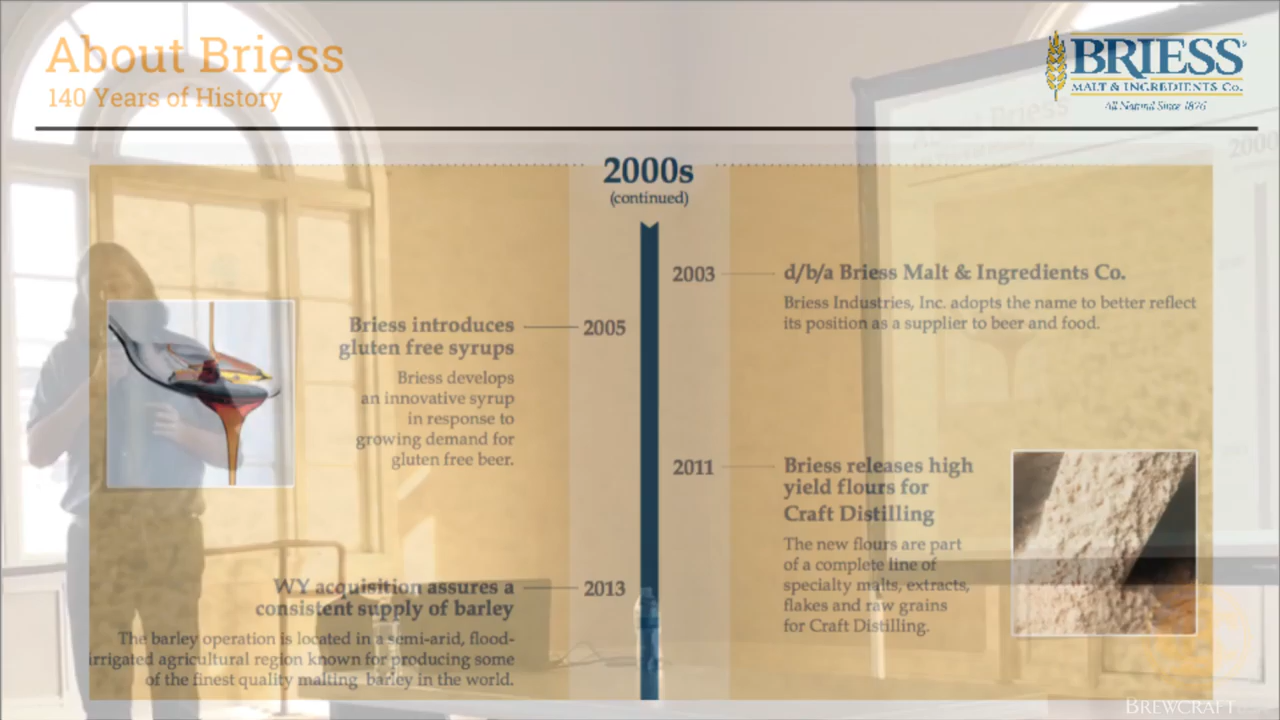 About Briess
140 Years of History
BRIESS
MALT & INGREDIENTS CO.
All Natural Since 1876
2000s
(continued)
2003
d/b/a Briess Malt & Ingredients Co.
Briess Industries, Inc. adopts the name to better reflect
its position as a supplier to beer and food.
Briess introduces
gluten free syrups
2005
Briess develops
an innovative syrup
in response to
growing demand for
gluten free beer.
2011
Briess releases high
yield flours for
Craft Distilling
The new flours are part
of a complete line of
specialty malts, extracts,
flakes and raw grains
for Craft Distilling.
WY acquisition assures a
consistent supply of barley
2013
The barley operation is located in a semi-arid, flood-
irrigated agricultural region known for producing some
of the finest quality malting barley in the world.
About Briess
2000
BREWCRAFT